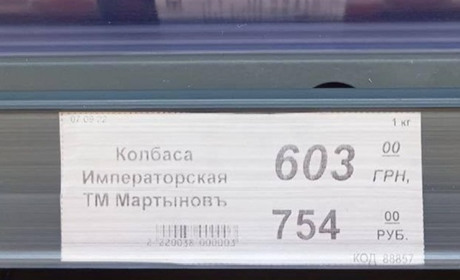 07.09.22
1 кг
Колбаса
Императорская
ТМ Мартыновъ
603 00 ГРН,
754 00 РУБ.
2 220038 000003
КОД 88857